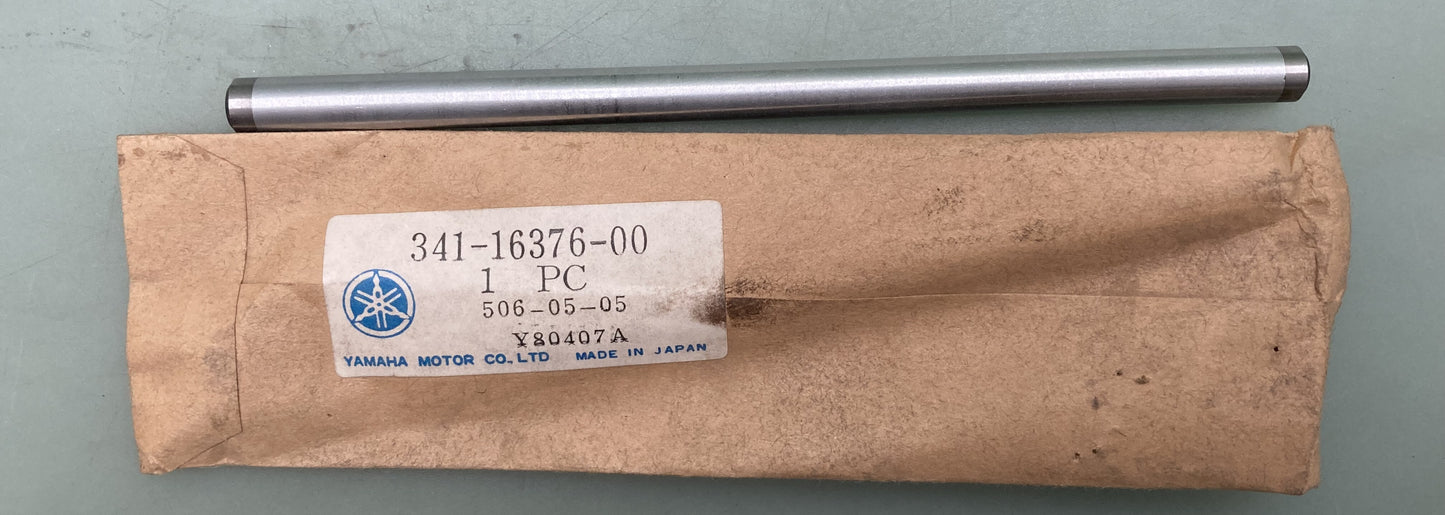 341-16376-00
1 PC
506-05-05
Y80407A
YAMAHA MOTOR CO., LTD MADE IN JAPAN